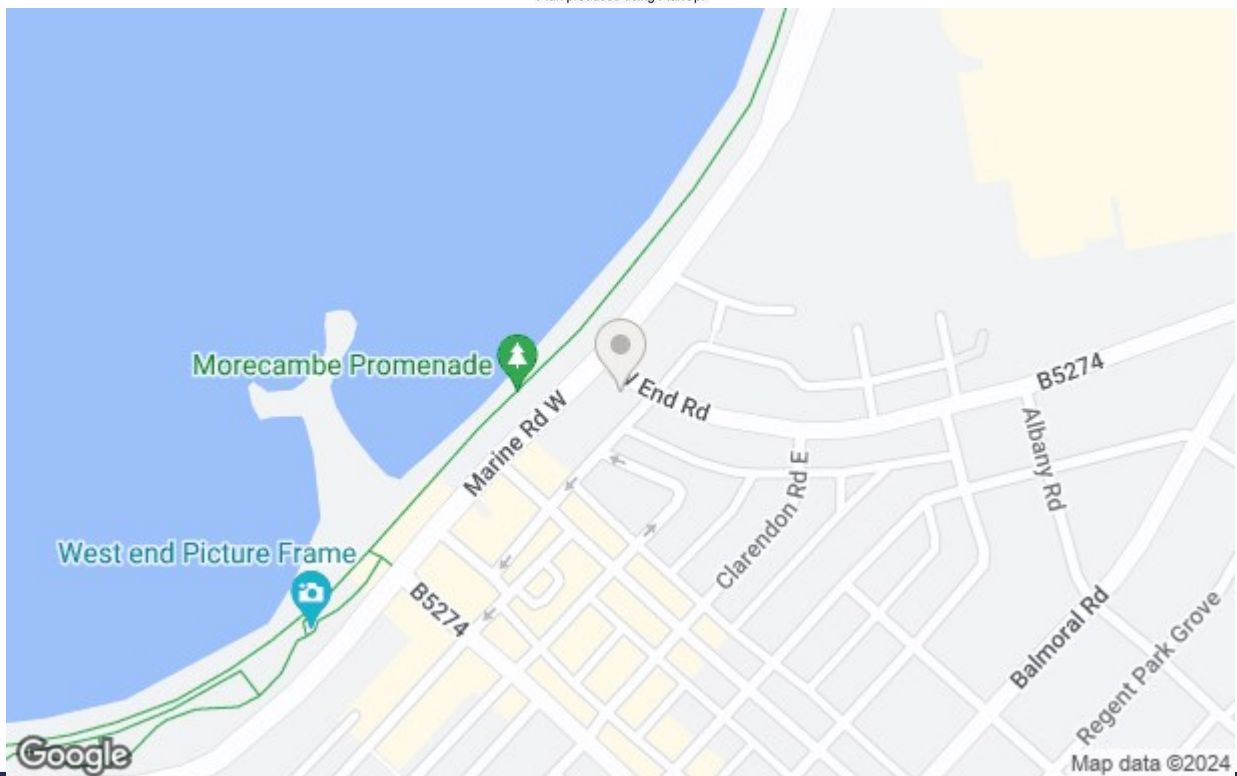 Morecambe Promenade
Marine Rd W
End Rd
B5274
Albany Rd
Clarendon Rd E
West end Picture Frame
B5274
Balmoral Rd
Regent Park Grove
Google
Map data ©2024